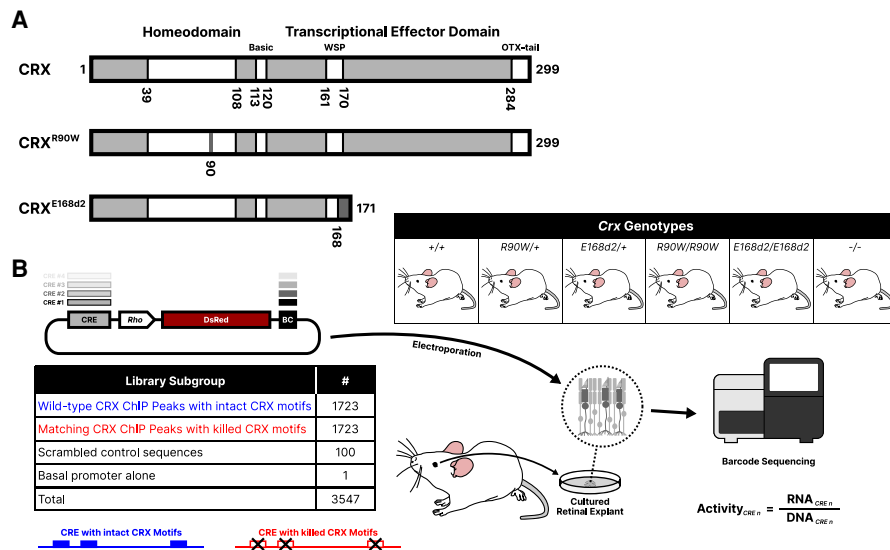 A
Homeodomain
Transcriptional Effector Domain
Basic
WSP
OTX-tail
CRX
1
299
39
108
113
120
161
170
284
CRX^R90W
299
90
CRX^E168d2
171
168
Crx Genotypes
+/+
R90W/+
E168d2/+
R90W/R90W
E168d2/E168d2
-/-
B
CRE #4
CRE #3
CRE #2
CRE #1
CRE
Rho
DsRed
BC
Electroporation
Library Subgroup
#
Wild-type CRX ChIP Peaks with intact CRX motifs
1723
Matching CRX ChIP Peaks with killed CRX motifs
1723
Scrambled control sequences
100
Basal promoter alone
1
Total
3547
CRE with intact CRX Motifs
CRE with killed CRX Motifs
Cultured
Retinal Explant
Barcode Sequencing
Activity_CRE n = RNA_CRE n / DNA_CRE n